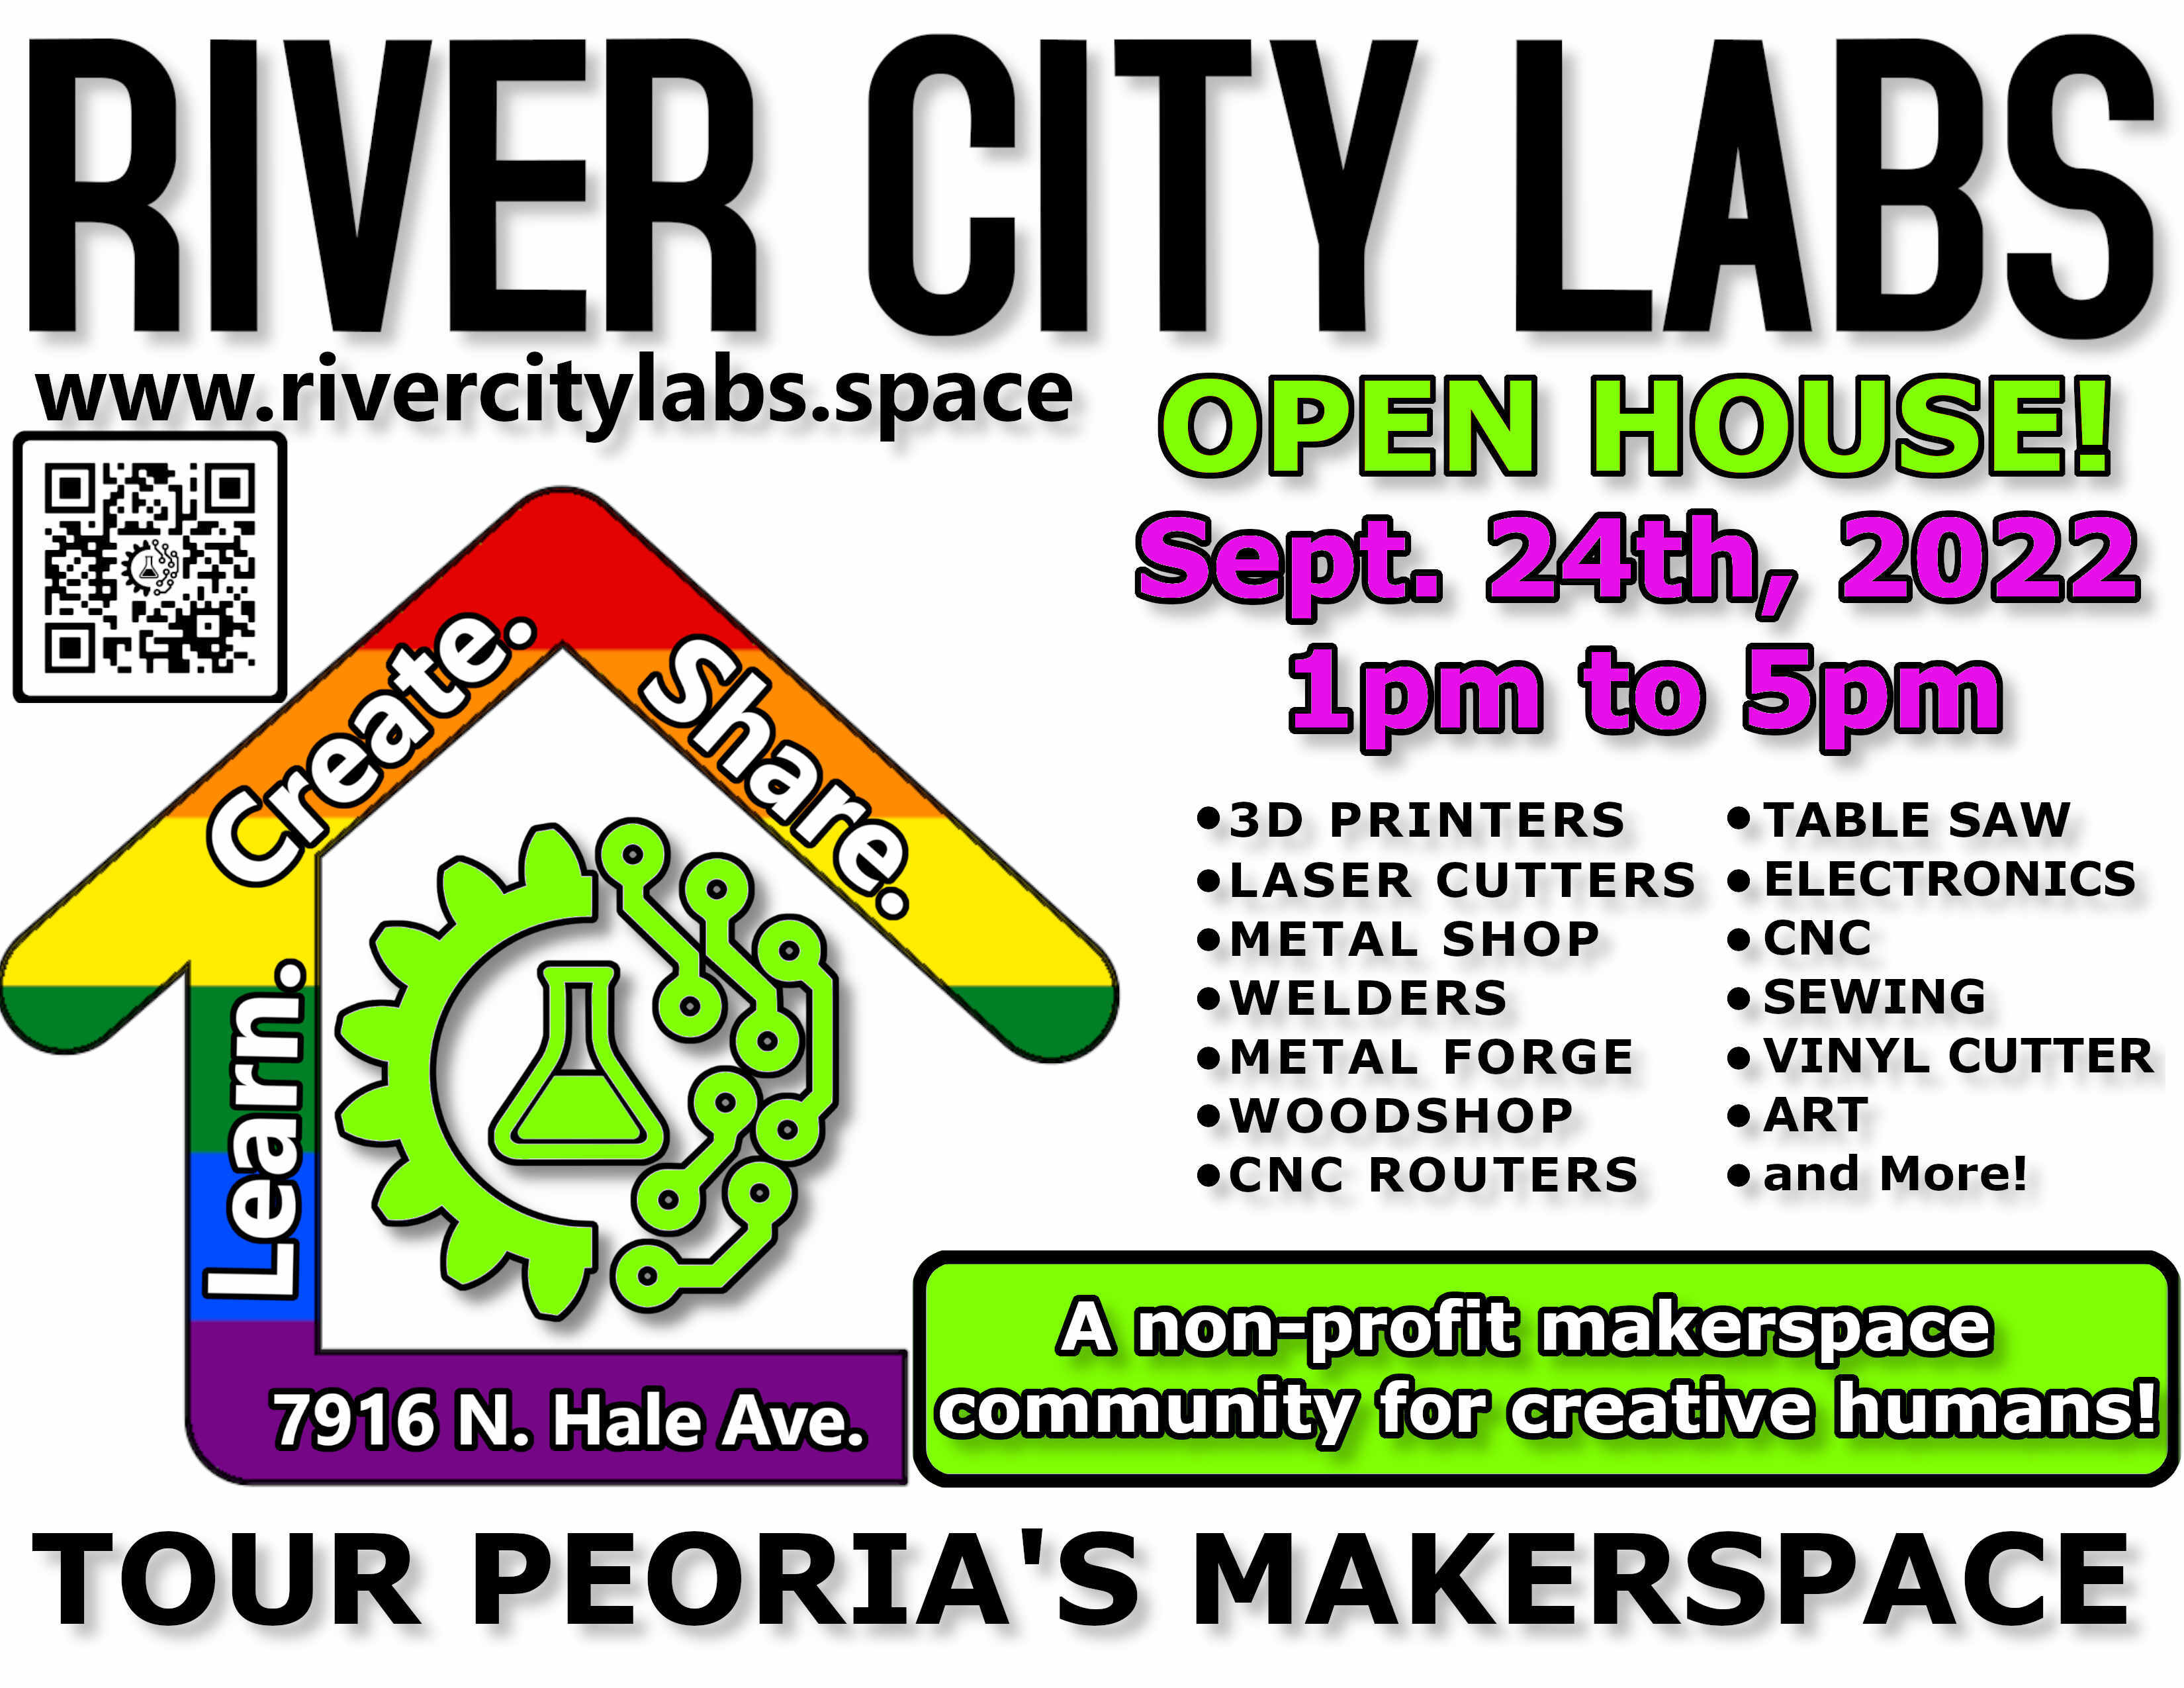 RIVER CITY LABS
www.rivercitylabs.space
OPEN HOUSE!
Sept. 24th, 2022
1pm to 5pm
Learn.
Create.
Share.
•3D PRINTERS
•LASER CUTTERS
•METAL SHOP
•WELDERS
•METAL FORGE
•WOODSHOP
•CNC ROUTERS
•TABLE SAW
•ELECTRONICS
•CNC
•SEWING
•VINYL CUTTER
•ART
•and More!
7916 N. Hale Ave.
A non-profit makerspace
community for creative humans!
TOUR PEORIA'S MAKERSPACE